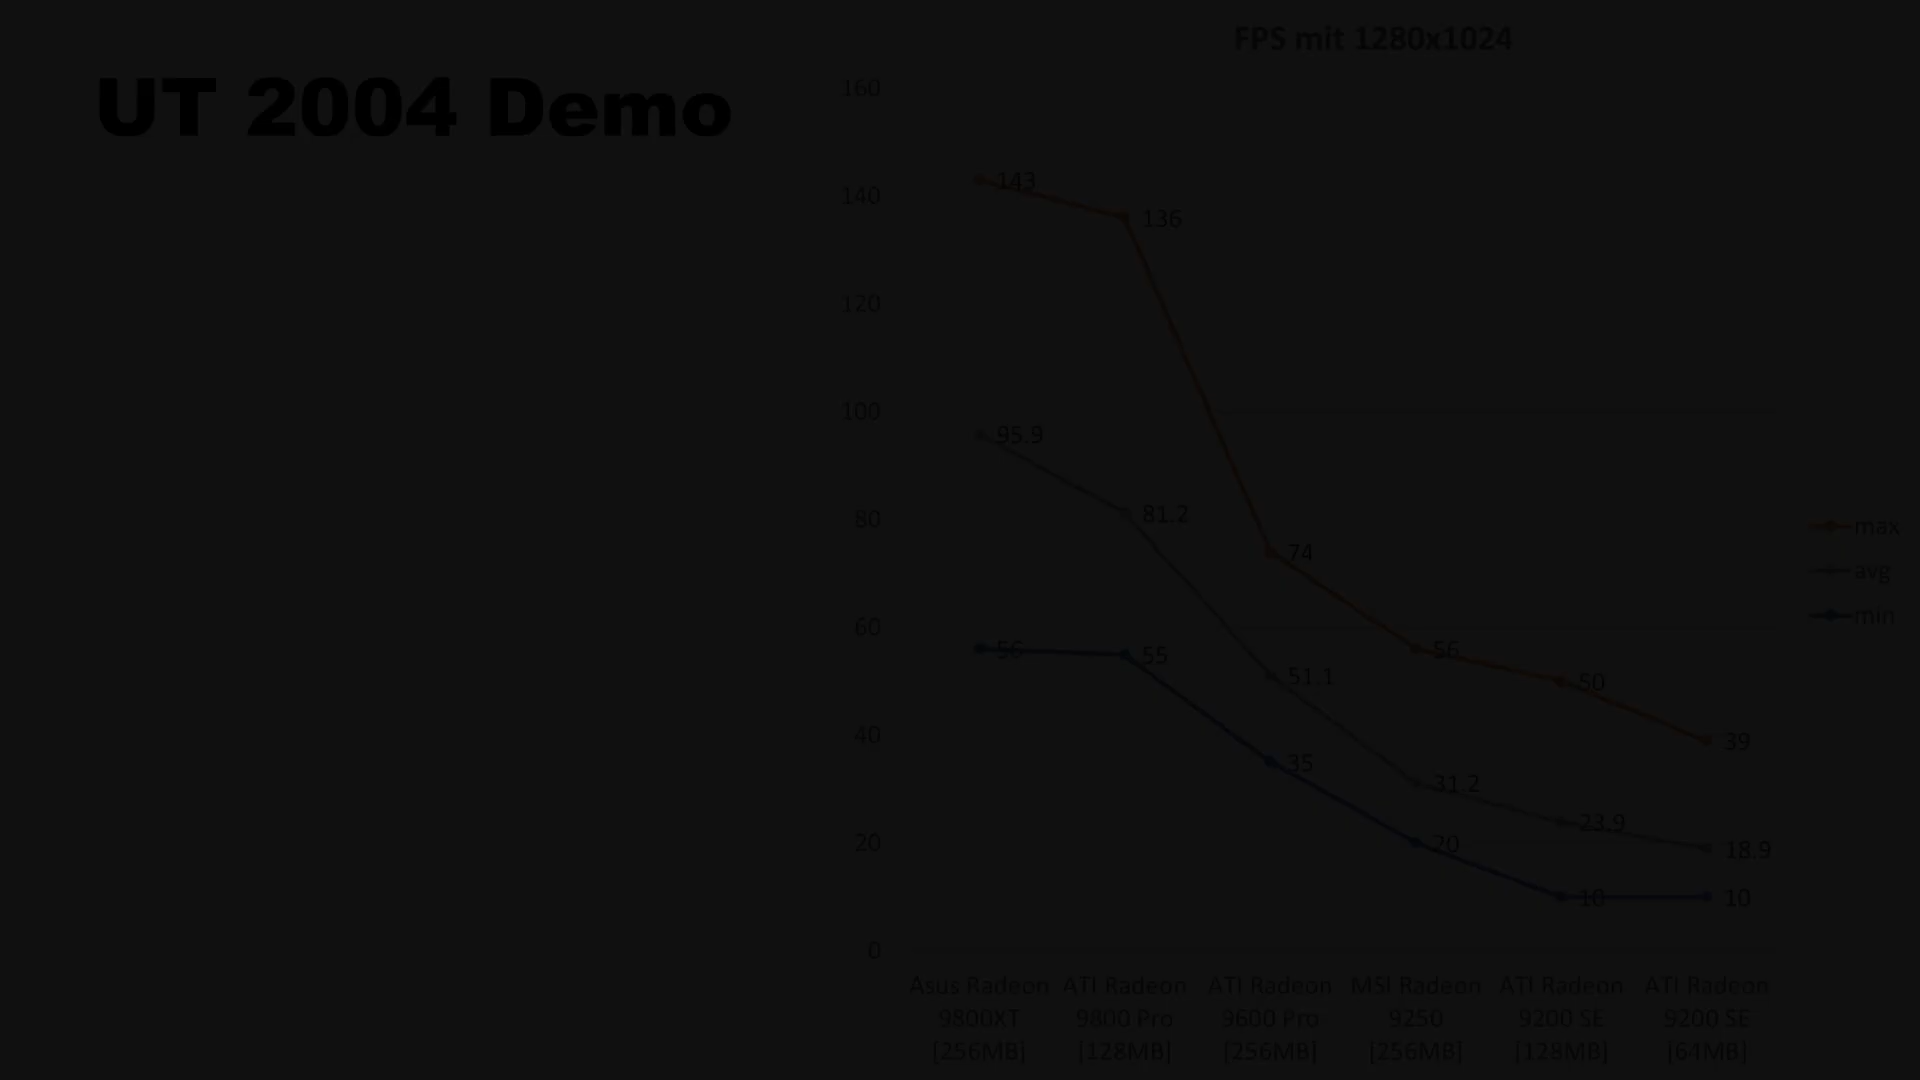 UT 2004 Demo
FPS mit 1280x1024
160
140
120
100
80
60
40
20
0
143
136
74
56
50
39
95.9
81.2
51.1
31.2
23.9
18.9
56
55
35
20
10
10
max
avg
min
Asus Radeon
9800XT
[256MB]
ATI Radeon
9800 Pro
[128MB]
ATI Radeon
9600 Pro
[256MB]
MSI Radeon
9250
[256MB]
ATI Radeon
9200 SE
[128MB]
ATI Radeon
9200 SE
[64MB]